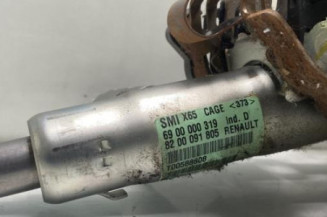 SMI X65 CAGE <373>
69 00 000 319 Ind. D
82 00 091 805 RENAULT